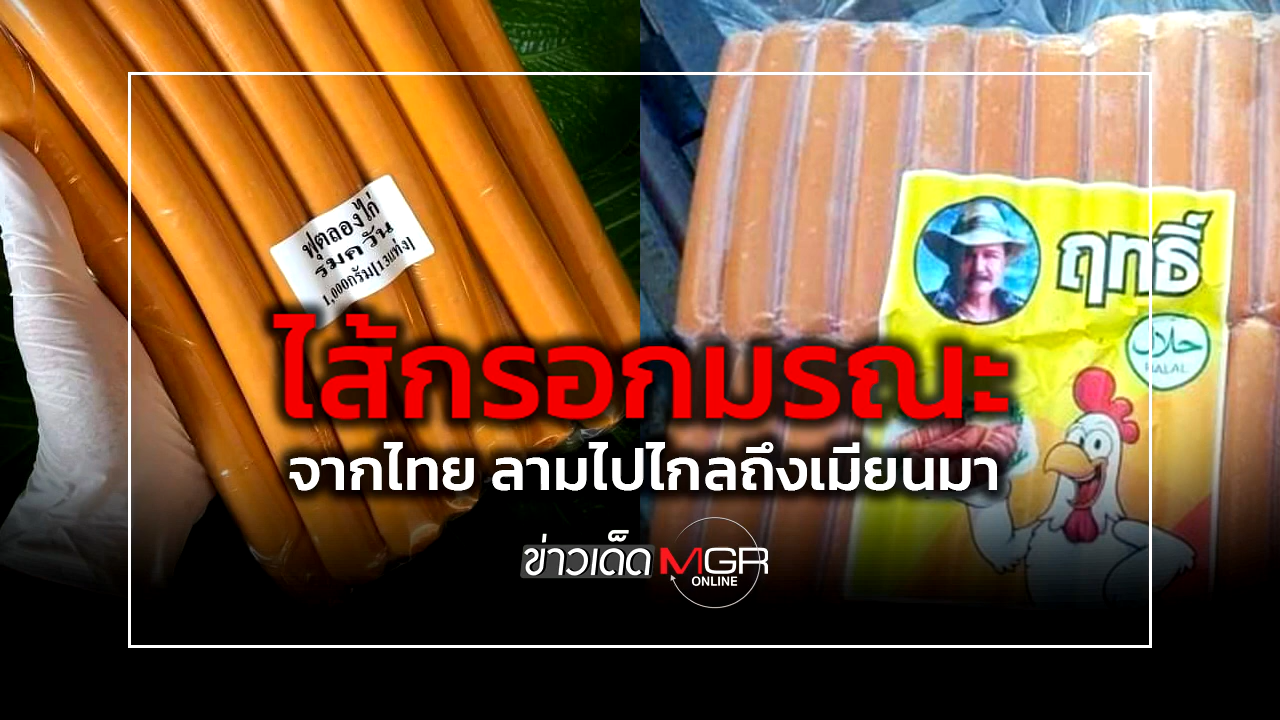 ฟุตลองไก่
รมควัน
1,000กรัม[13แท่ง]
ฤทธิ์
حلال
HALAL
ไส้กรอกมรณะ
จากไทย ลามไปไกลถึงเมียนมา
ข่าวเด็ด MGR
ONLINE